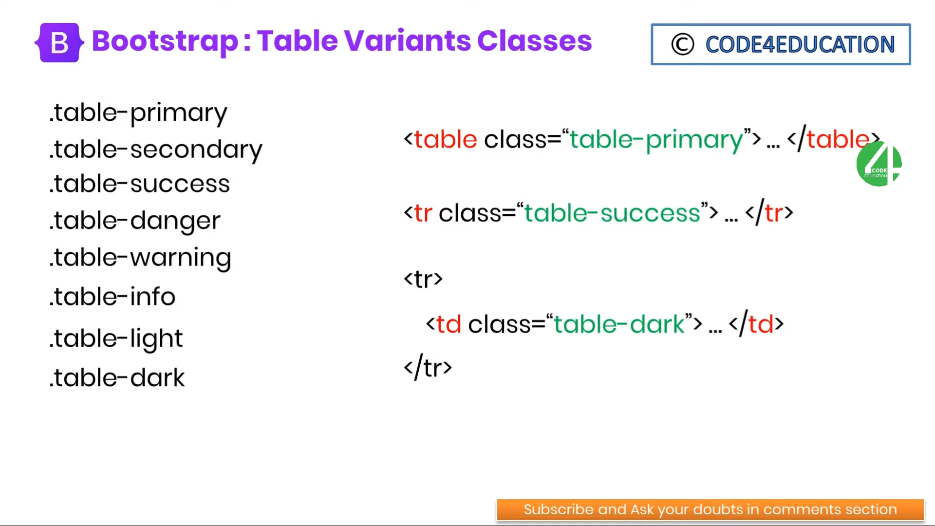 B Bootstrap : Table Variants Classes
© CODE4EDUCATION
.table-primary
.table-secondary
.table-success
.table-danger
.table-warning
.table-info
.table-light
.table-dark
<table class=“table-primary”> ... </table>
4 CODE
<tr class=“table-success”> ... </tr>
<tr>
<td class=“table-dark”> ... </td>
</tr>
Subscribe and Ask your doubts in comments section